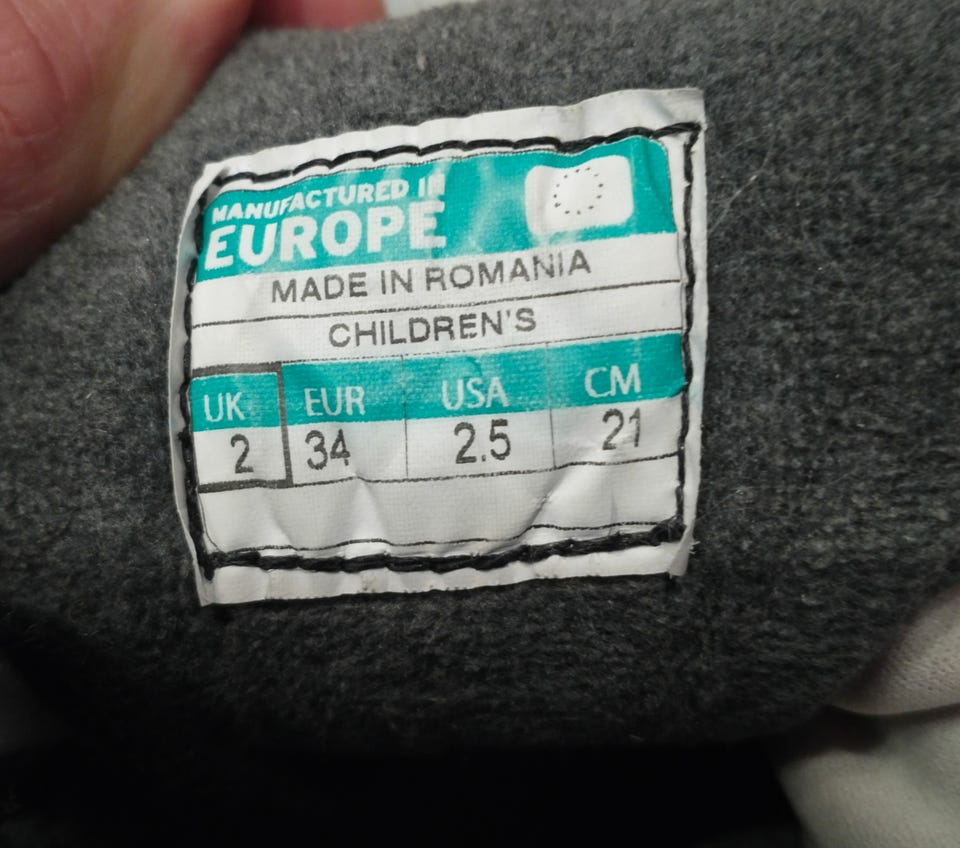 MANUFACTURED IN
EUROPE
MADE IN ROMANIA
CHILDREN'S
UK EUR USA CM
2 34 2.5 21